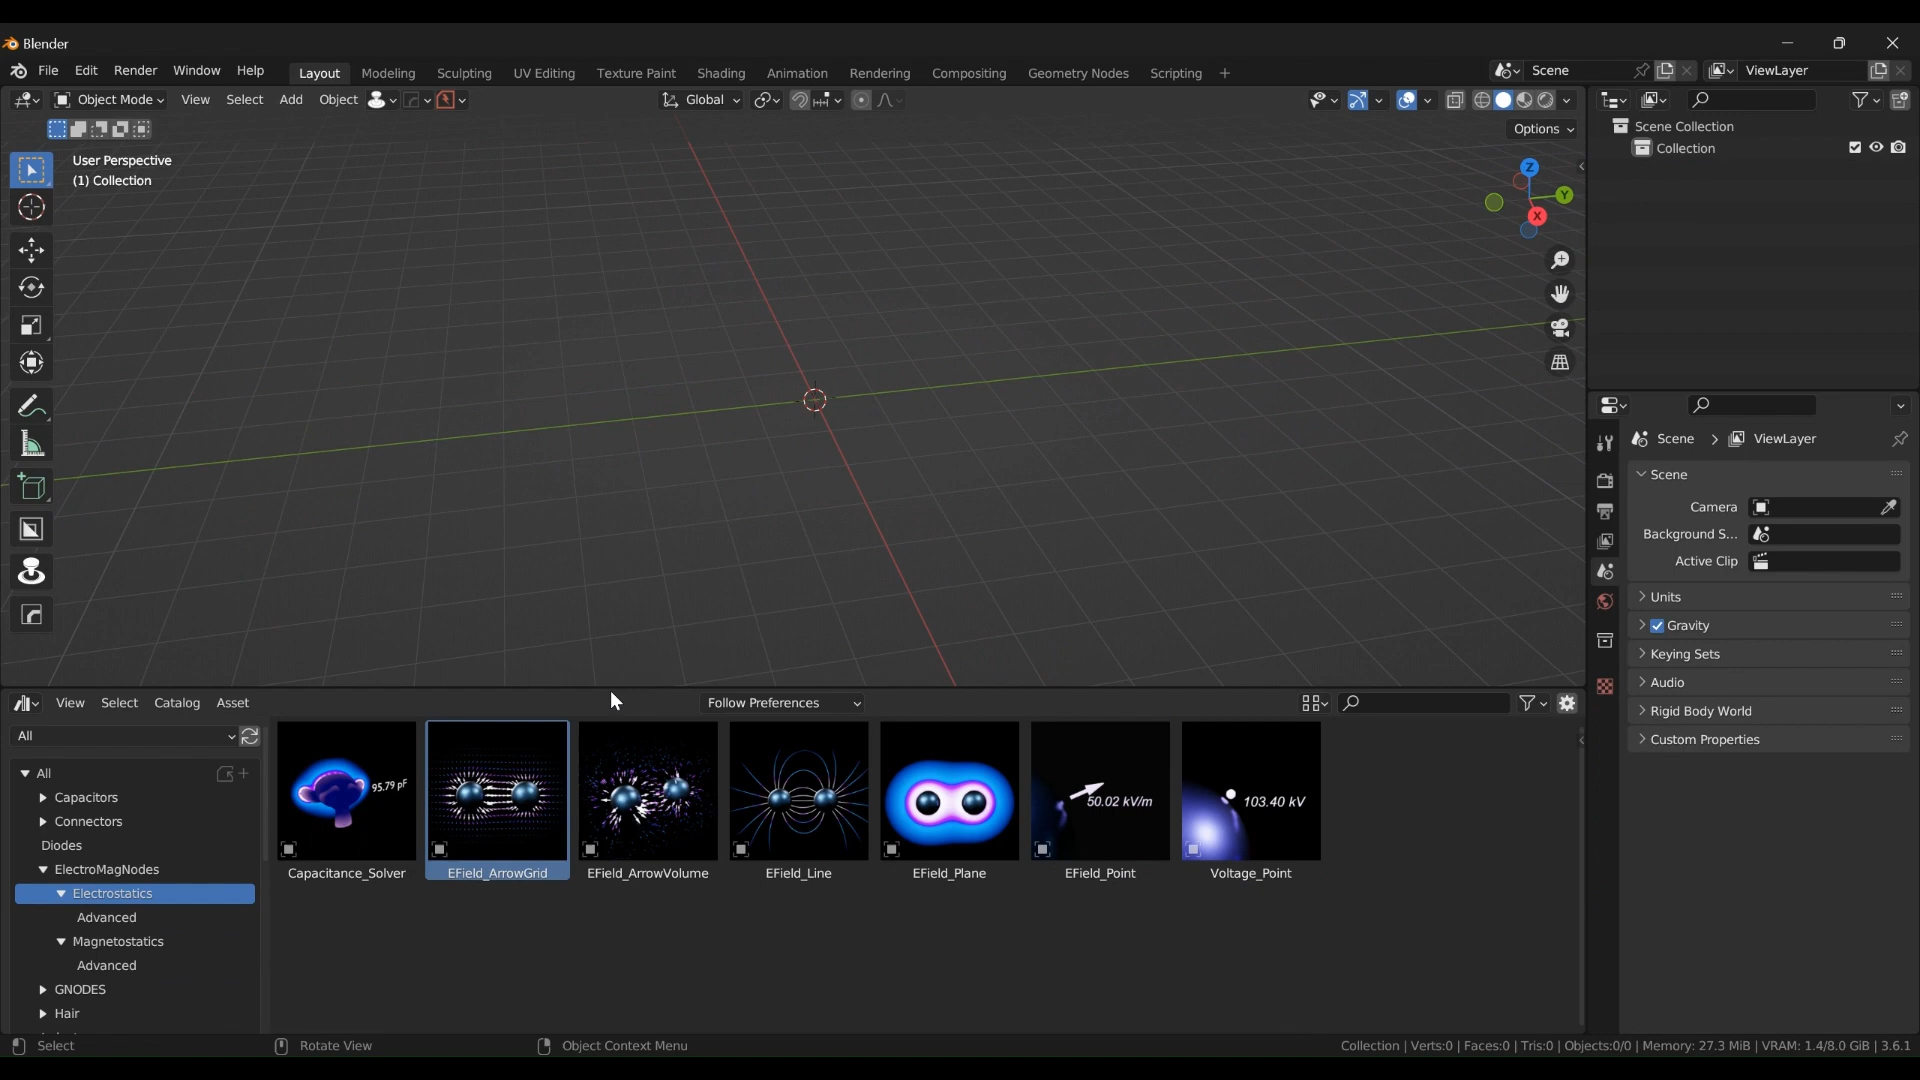 Blender
File Edit Render Window Help Layout Modeling Sculpting UV Editing Texture Paint Shading Animation Rendering Compositing Geometry Nodes Scripting + Scene ViewLayer
Object Mode View Select Add Object Global
Options
User Perspective
(1) Collection
Z
Y
X
Scene Collection
Collection
Scene > ViewLayer
Scene
Camera
Background S...
Active Clip
Units
Gravity
Keying Sets
Audio
Rigid Body World
Custom Properties
View Select Catalog Asset Follow Preferences
All
All
Capacitors
Connectors
Diodes
ElectroMagNodes
Electrostatics
Advanced
Magnetostatics
Advanced
GNODES
Hair
95.79 pF
50.02 kV/m
103.40 kV
Capacitance_Solver EField_ArrowGrid EField_ArrowVolume EField_Line EField_Plane EField_Point Voltage_Point
Select Rotate View Object Context Menu Collection | Verts:0 | Faces:0 | Tris:0 | Objects:0/0 | Memory: 27.3 MiB | VRAM: 1.4/8.0 GiB | 3.6.1